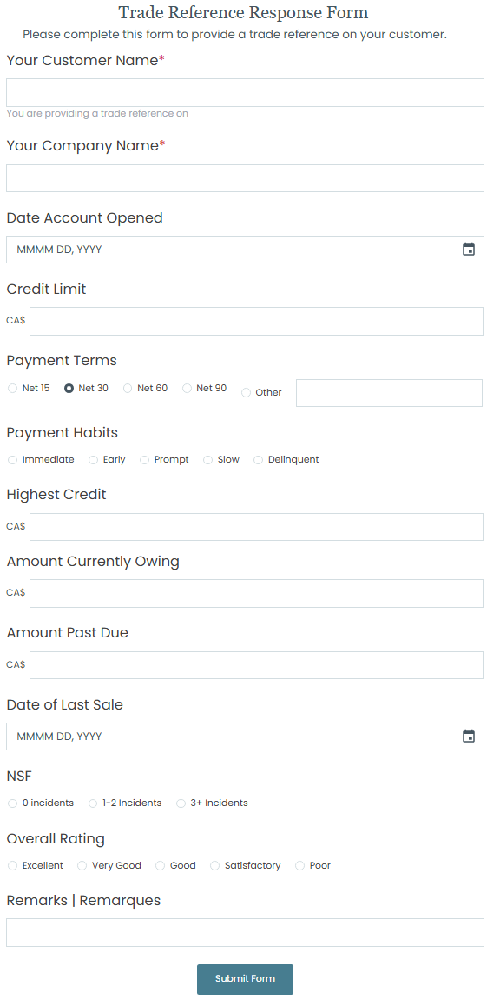 Trade Reference Response Form
Please complete this form to provide a trade reference on your customer.
Your Customer Name*
You are providing a trade reference on
Your Company Name*
Date Account Opened
MMMM DD, YYYY
Credit Limit
CA$
Payment Terms
Net 15 Net 30 Net 60 Net 90 Other
Payment Habits
Immediate Early Prompt Slow Delinquent
Highest Credit
CA$
Amount Currently Owing
CA$
Amount Past Due
CA$
Date of Last Sale
MMMM DD, YYYY
NSF
0 incidents 1-2 Incidents 3+ Incidents
Overall Rating
Excellent Very Good Good Satisfactory Poor
Remarks | Remarques
Submit Form